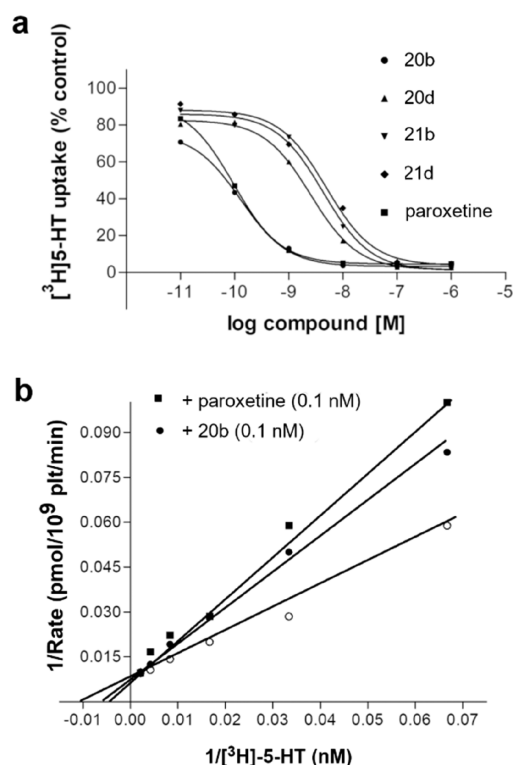 a
20b
20d
21b
21d
paroxetine
[³H]5-HT uptake (% control)
100
80
60
40
20
0
-11 -10 -9 -8 -7 -6 -5
log compound [M]
b
+ paroxetine (0.1 nM)
+ 20b (0.1 nM)
1/Rate (pmol/10⁹ plt/min)
0.090
0.075
0.060
0.045
0.030
0.015
-0.01 0.00 0.01 0.02 0.03 0.04 0.05 0.06 0.07
1/[³H]-5-HT (nM)